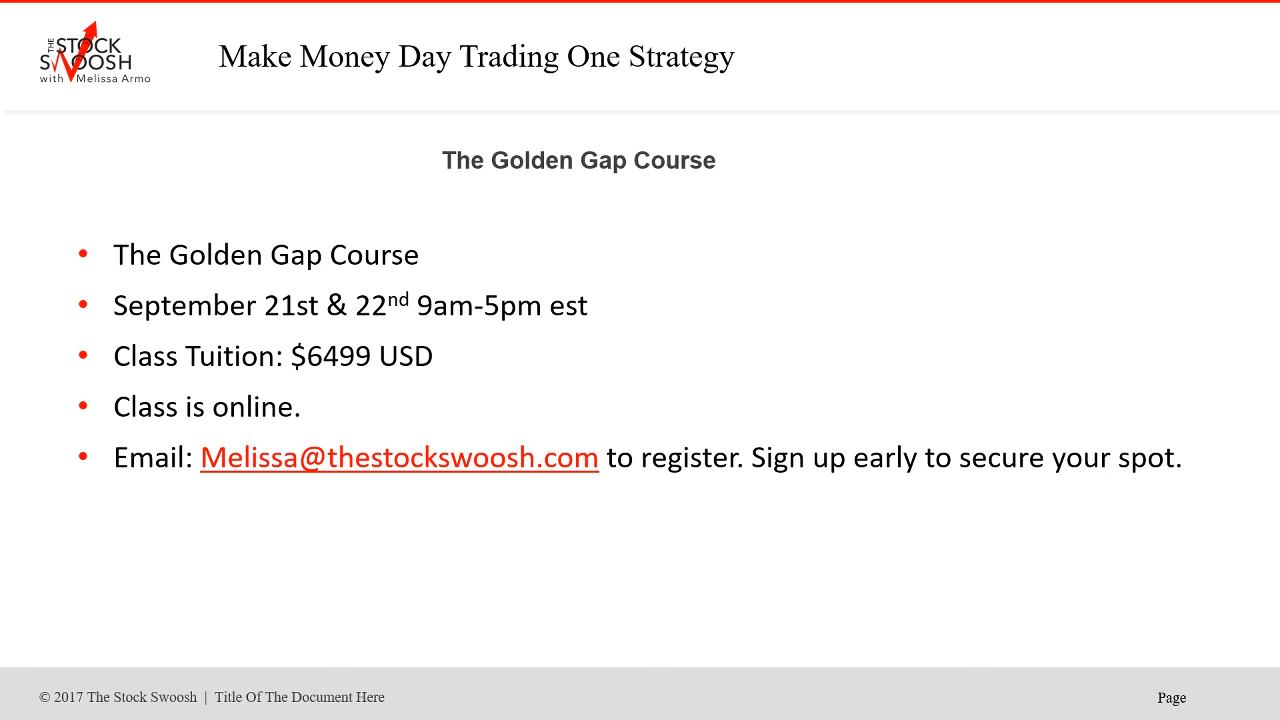 THE STOCK
SWOOSH
with Melissa Armo
Make Money Day Trading One Strategy
The Golden Gap Course
• The Golden Gap Course
• September 21st & 22nd 9am-5pm est
• Class Tuition: $6499 USD
• Class is online.
• Email: Melissa@thestockswoosh.com to register. Sign up early to secure your spot.
© 2017 The Stock Swoosh | Title Of The Document Here
Page